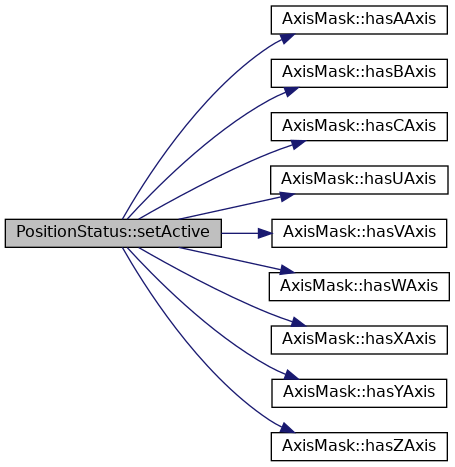 AxisMask::hasAAxis
AxisMask::hasBAxis
AxisMask::hasCAxis
AxisMask::hasUAxis
PositionStatus::setActive
AxisMask::hasVAxis
AxisMask::hasWAxis
AxisMask::hasXAxis
AxisMask::hasYAxis
AxisMask::hasZAxis